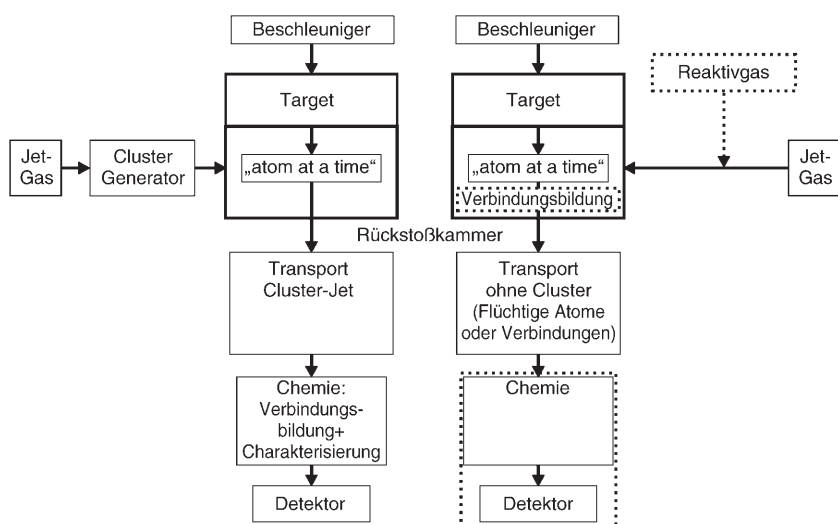 Beschleuniger
Target
Jet-
Gas
Cluster
Generator
„atom at a time“
Rückstoßkammer
Transport
Cluster-Jet
Chemie:
Verbindungs-
bildung+
Charakterisierung
Detektor
Beschleuniger
Reaktivgas
Target
„atom at a time“
Verbindungsbildung
Jet-
Gas
Transport
ohne Cluster
(Flüchtige Atome
oder Verbindungen)
Chemie
Detektor